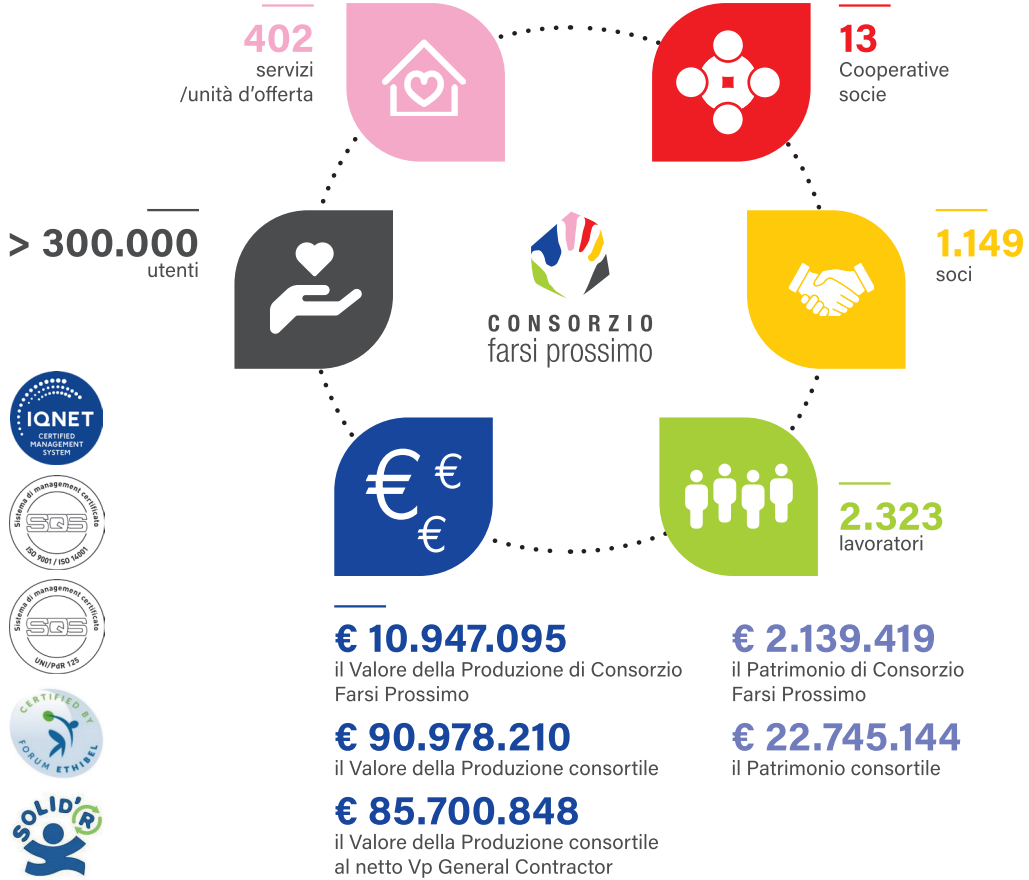 402
servizi
/unità d'offerta
13
Cooperative
socie
> 300.000
utenti
1.149
soci
CONSORZIO
farsi prossimo
2.323
lavoratori
€ € €
€ 10.947.095
il Valore della Produzione di Consorzio
Farsi Prossimo
€ 90.978.210
il Valore della Produzione consortile
€ 85.700.848
il Valore della Produzione consortile
al netto Vp General Contractor
€ 2.139.419
il Patrimonio di Consorzio
Farsi Prossimo
€ 22.745.144
il Patrimonio consortile
IQNET
CERTIFIED
MANAGEMENT
SYSTEM
Sistema di management certificato
SQS
ISO 9001 / ISO 14001
Sistema di management certificato
SQS
UNI/PdR 125
CERTIFIED BY
FORUM ETHIBEL
SOLID'R